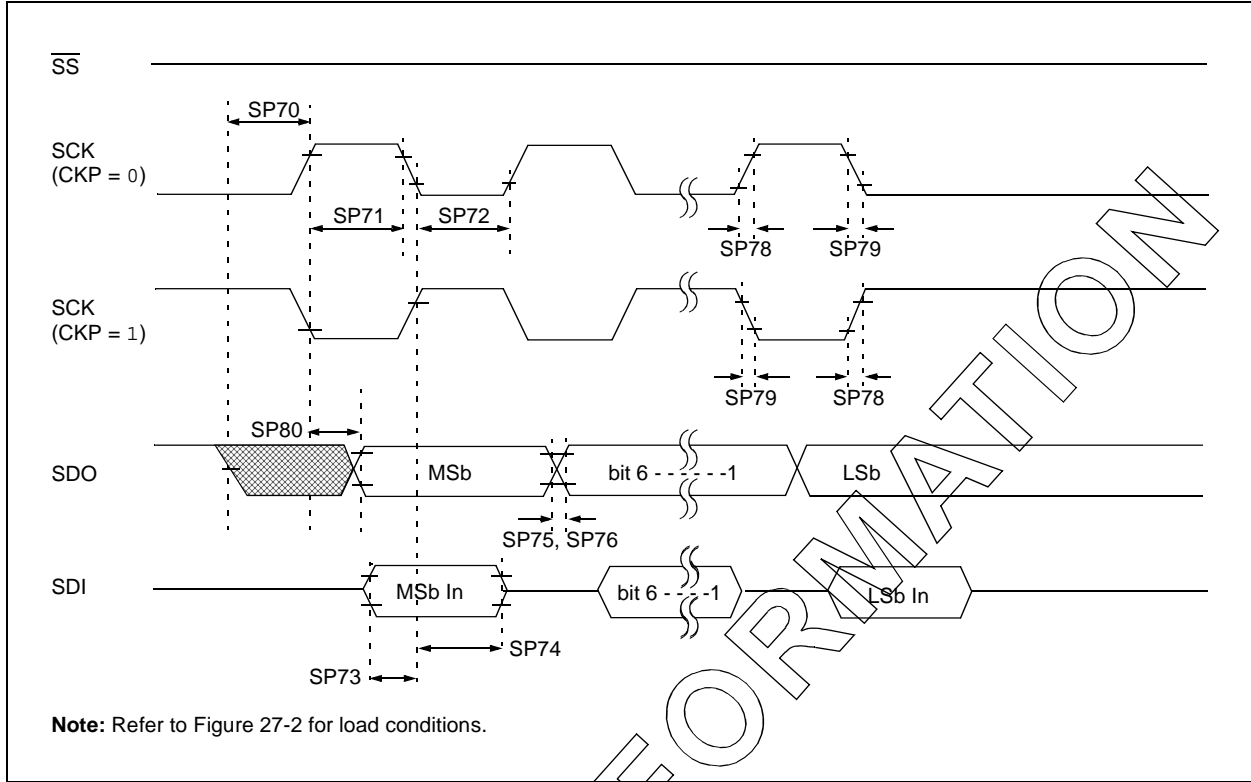 SS
SP70
SCK
(CKP = 0)
SP71 SP72
SP78 SP79
SCK
(CKP = 1)
SP79 SP78
SP80
SDO MSb bit 6 - - - - - -1 LSb
SP75, SP76
SDI MSb In bit 6 - - - - -1 LSb In
SP74
SP73
Note: Refer to Figure 27-2 for load conditions.
FORMATION